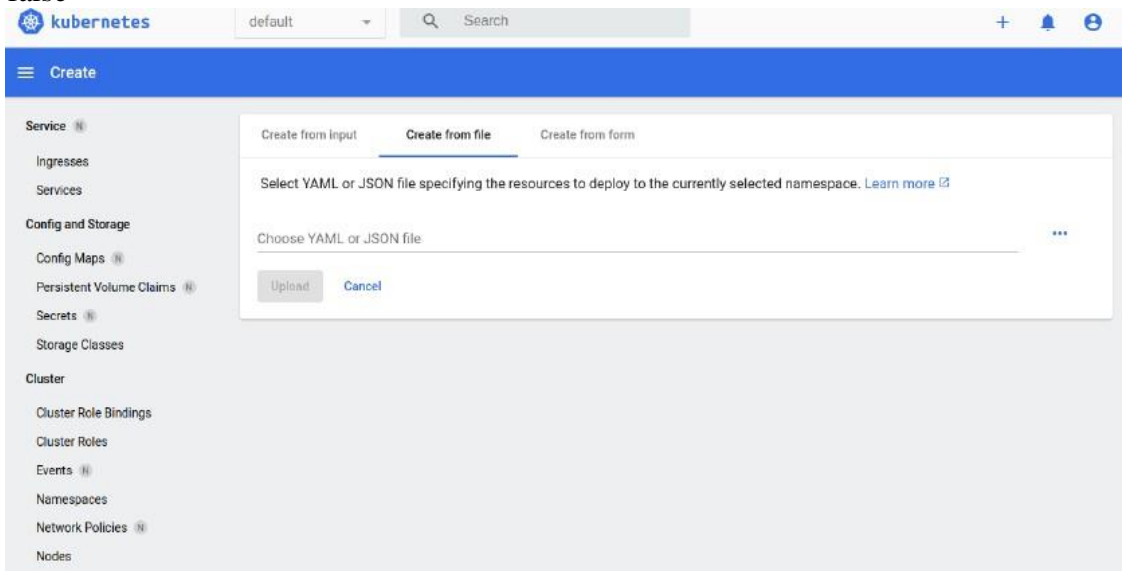 false
kubernetes
default
Search
Create
Service N
Create from input Create from file Create from form
Ingresses
Services
Select YAML or JSON file specifying the resources to deploy to the currently selected namespace. Learn more
Config and Storage
Choose YAML or JSON file
Config Maps N
Persistent Volume Claims N
Upload Cancel
Secrets N
Storage Classes
Cluster
Cluster Role Bindings
Cluster Roles
Events N
Namespaces
Network Policies N
Nodes